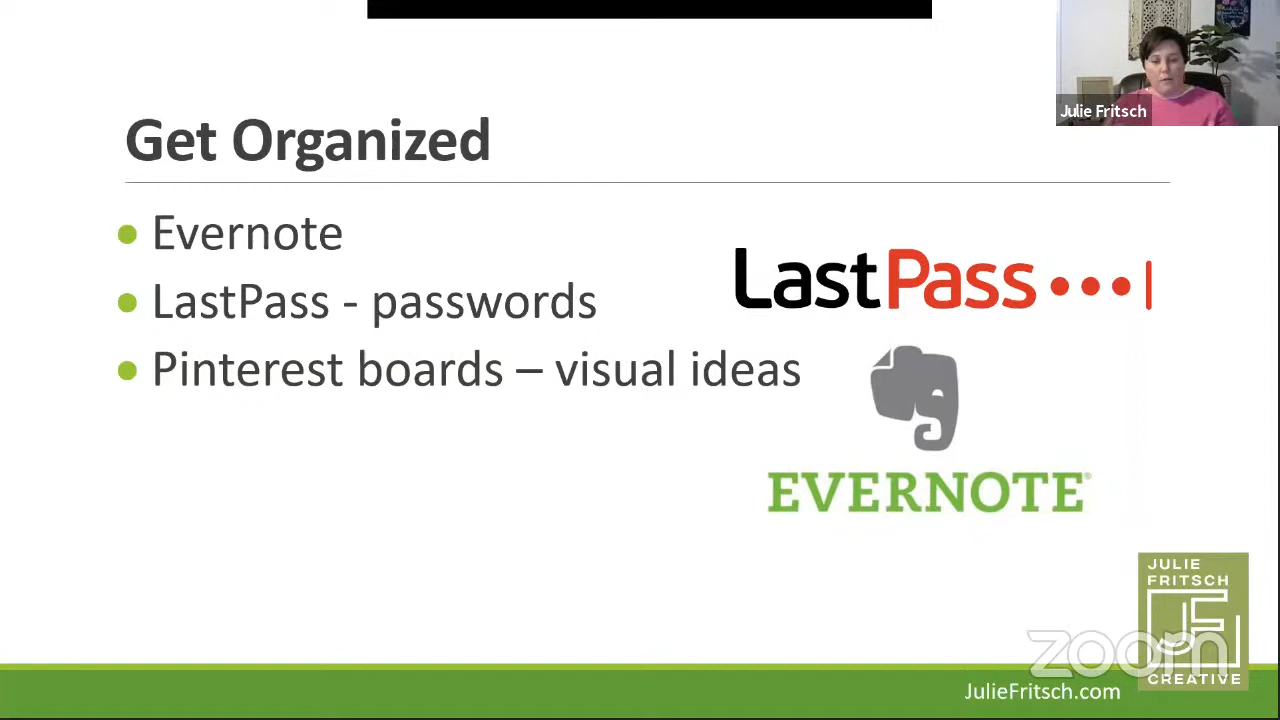 Julie Fritsch
Get Organized
Evernote
LastPass - passwords
Pinterest boards – visual ideas
LastPass
EVERNOTE®
JULIE
FRITSCH
JF
zoom
CREATIVE
JulieFritsch.com